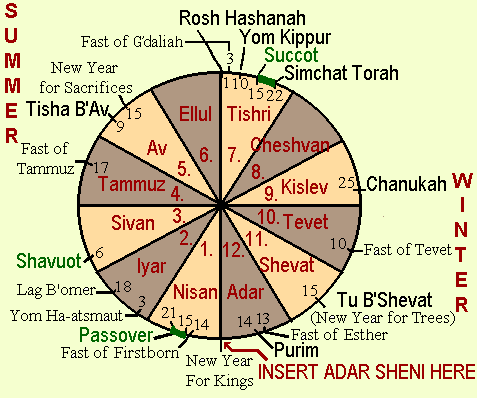 SUMMER
Rosh Hashanah
Yom Kippur
Fast of G'daliah
Succot
Simchat Torah
3
1
10
15
22
New Year
for Sacrifices
15
Tisha B'Av
9
Fast of
Tammuz
17
Ellul
6.
Tishri
7.
Av
5.
Cheshvan
8.
Tammuz
4.
Kislev
9.
25
Chanukah
WINTER
Sivan
3.
Tevet
10.
10
Fast of Tevet
Shavuot
6
Iyar
2.
Shevat
11.
Lag B'omer
18
Yom Ha-atsmaut
3
Nisan
1.
Adar
12.
15
Tu B'Shevat
(New Year for Trees)
Passover
21
15
14
Fast of Firstborn
14
13
Fast of Esther
Purim
New Year
For Kings
INSERT ADAR SHENI HERE